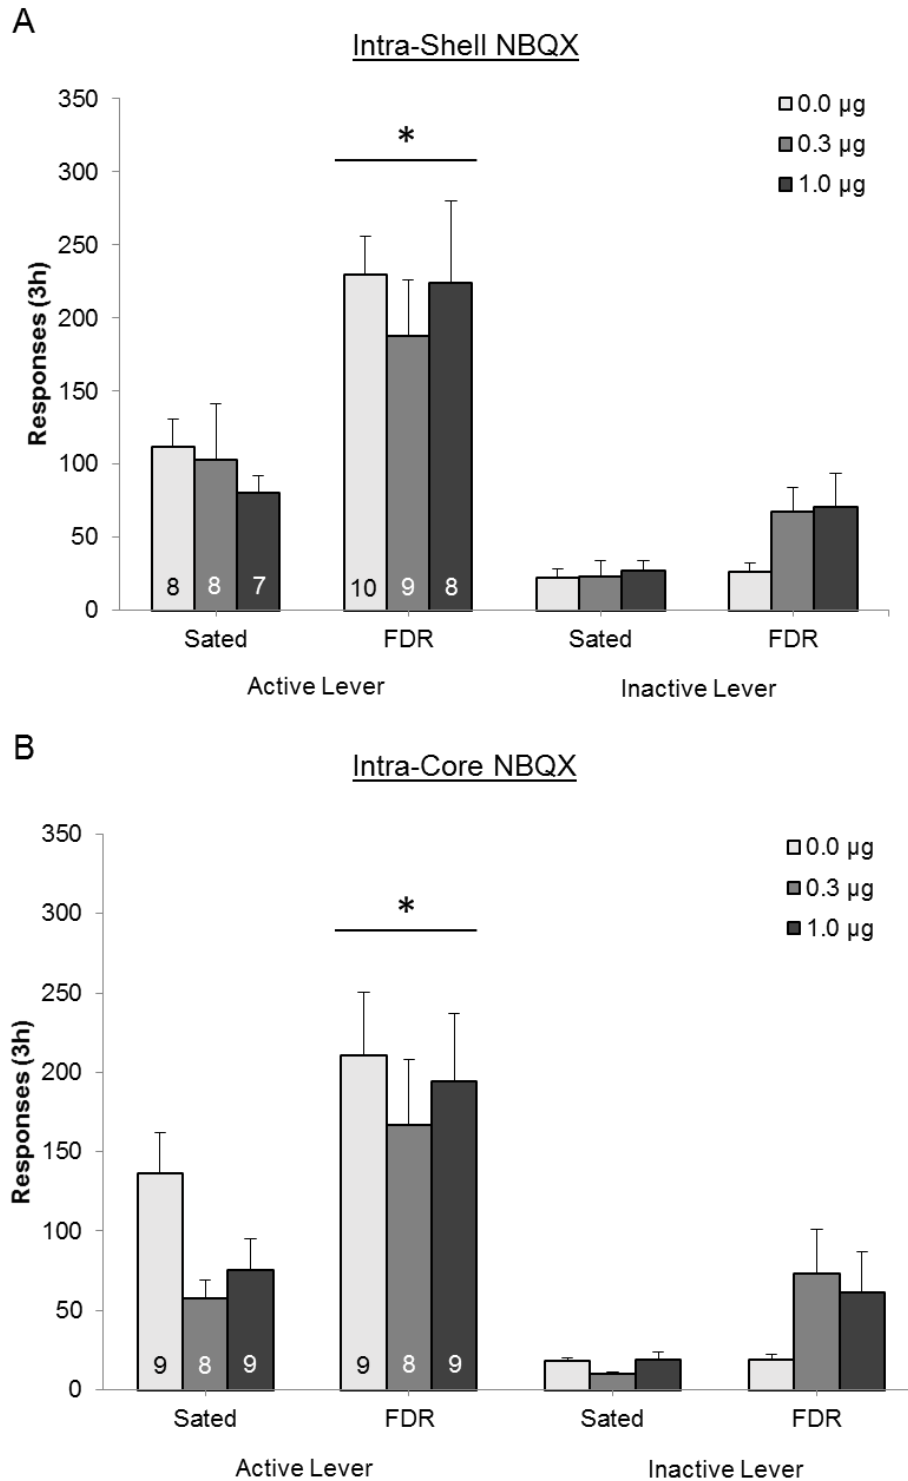 A
Intra-Shell NBQX
350
300
250
200
150
100
50
0
Responses (3h)
0.0 µg
0.3 µg
1.0 µg
*
8
8
7
10
9
8
Sated
FDR
Sated
FDR
Active Lever
Inactive Lever
B
Intra-Core NBQX
350
300
250
200
150
100
50
0
Responses (3h)
0.0 µg
0.3 µg
1.0 µg
*
9
8
9
9
8
9
Sated
FDR
Sated
FDR
Active Lever
Inactive Lever